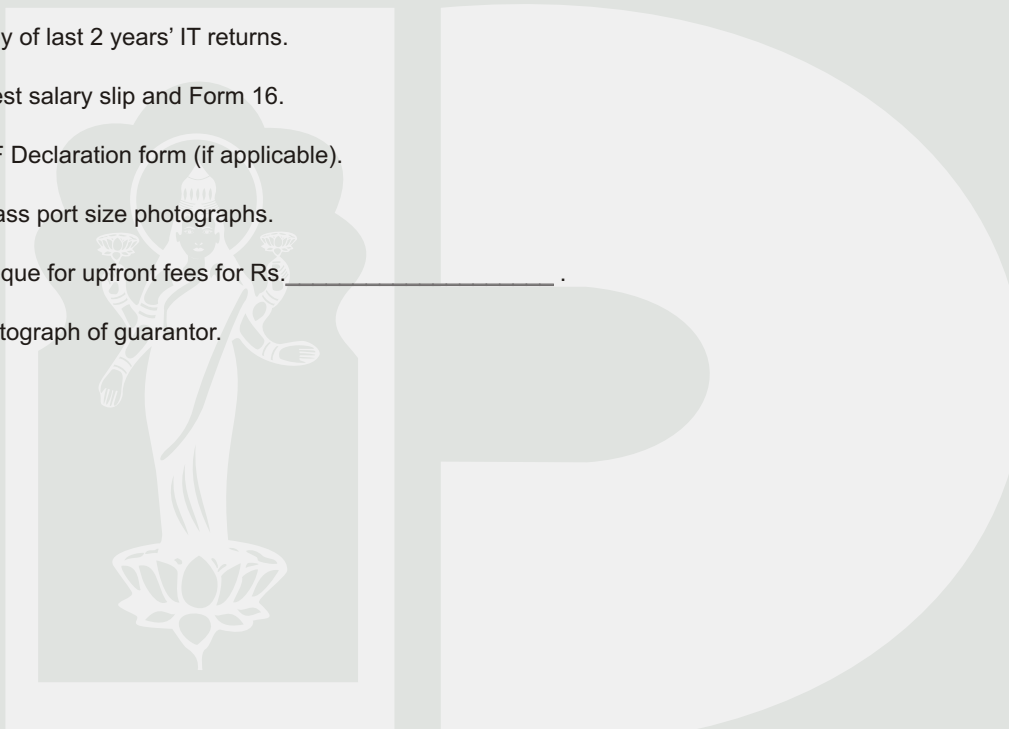 y of last 2 years’ IT returns.
est salary slip and Form 16.
F Declaration form (if applicable).
ass port size photographs.
que for upfront fees for Rs.____________________ .
tograph of guarantor.